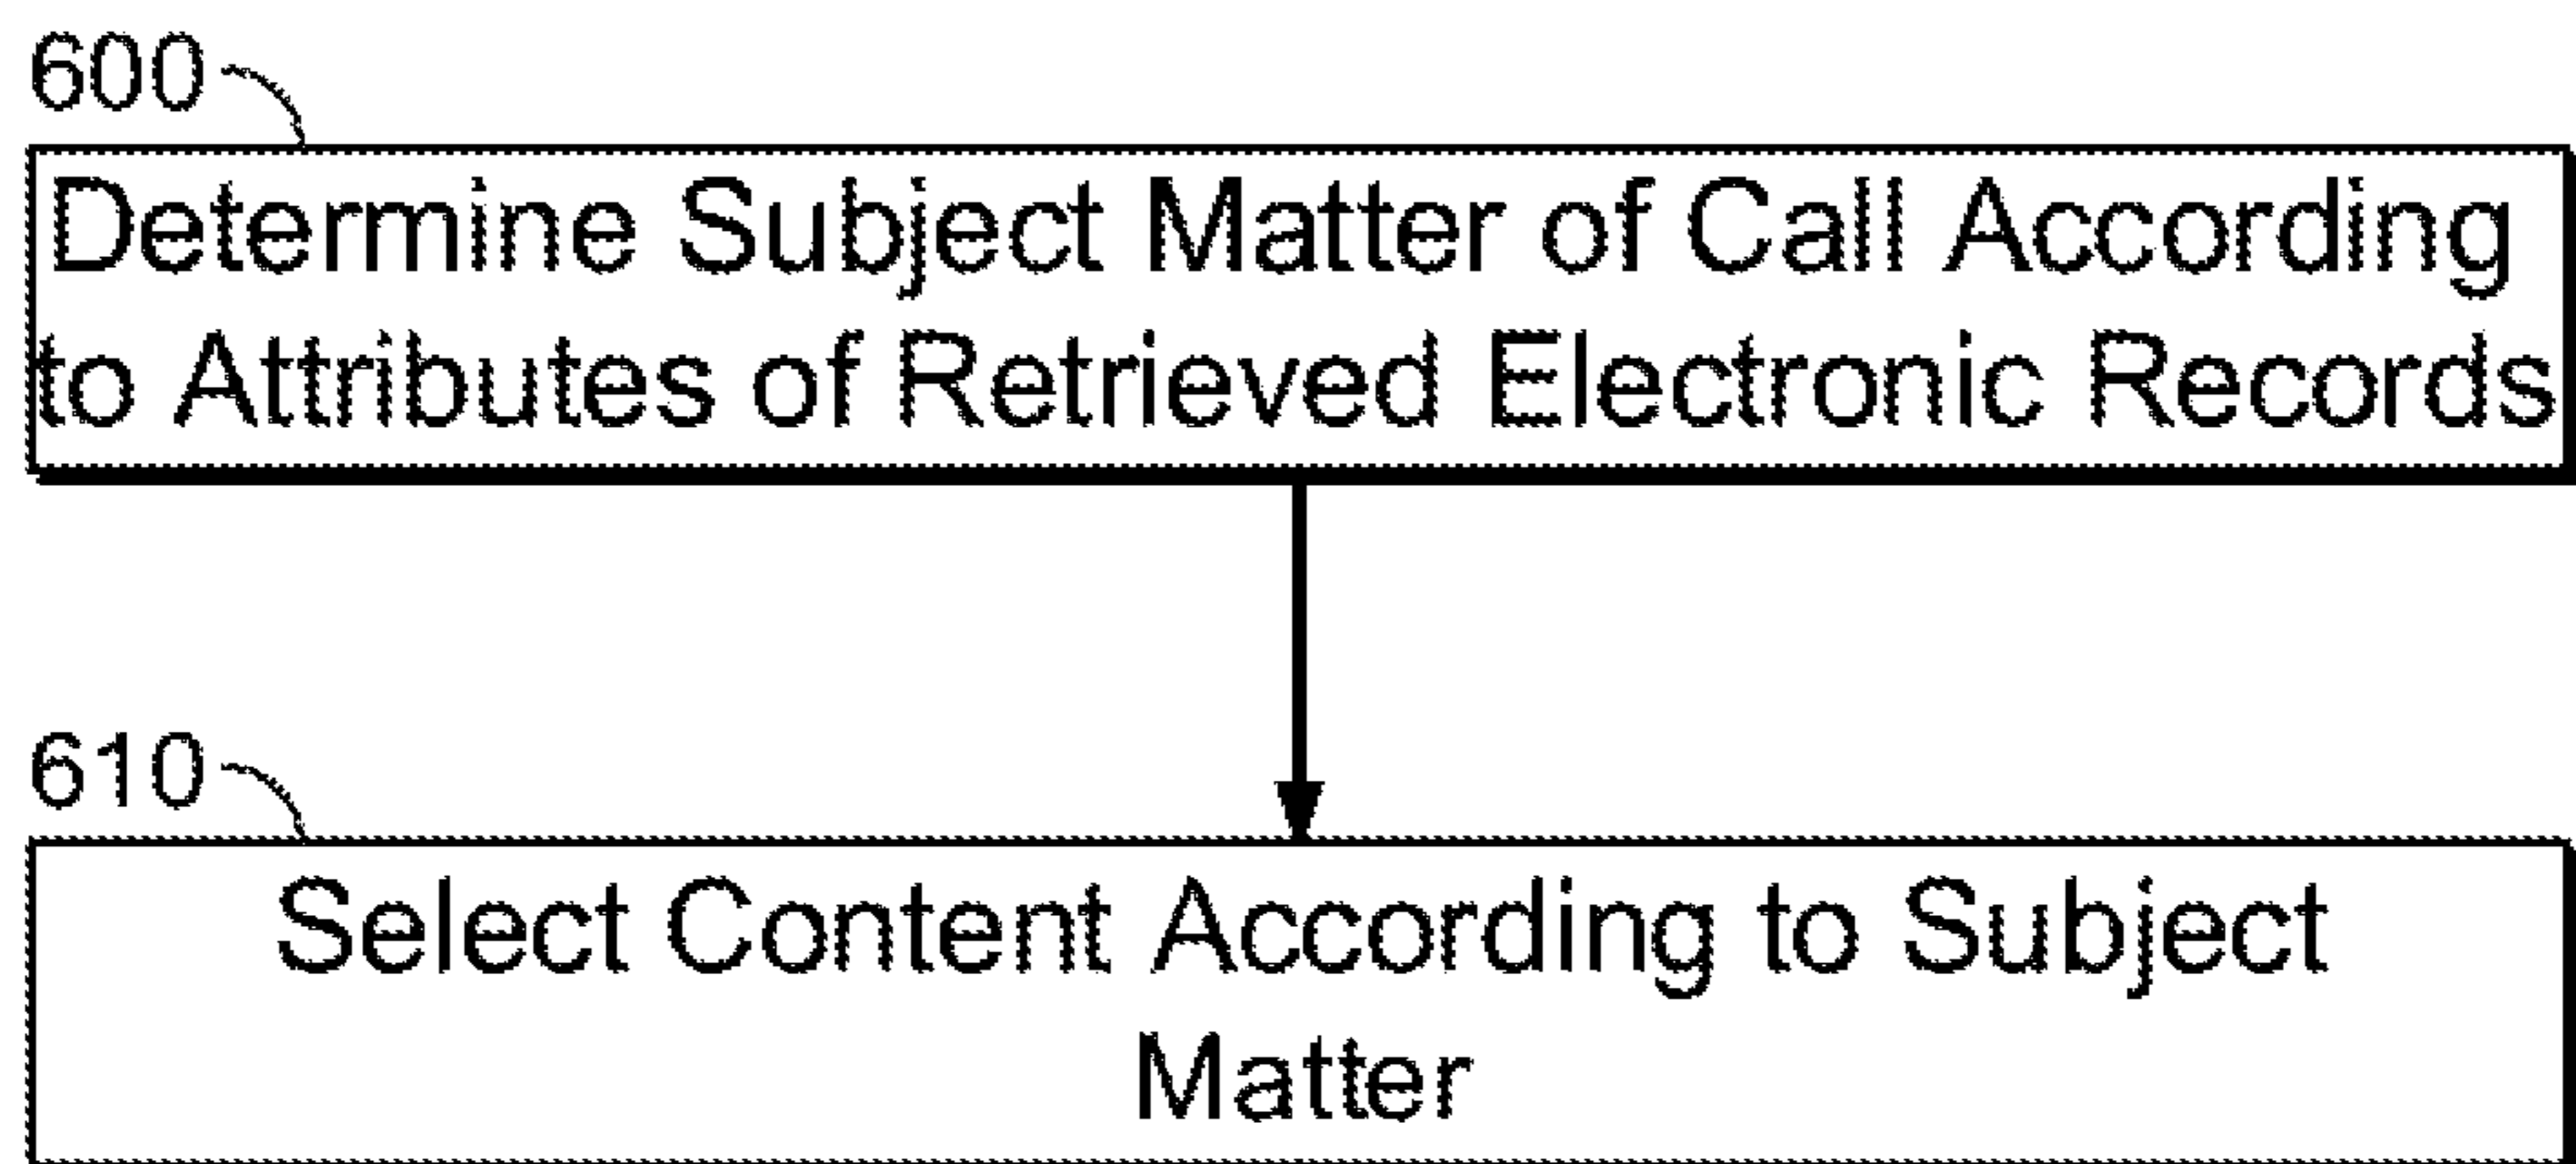 600
Determine Subject Matter of Call According
to Attributes of Retrieved Electronic Records
610
Select Content According to Subject
Matter